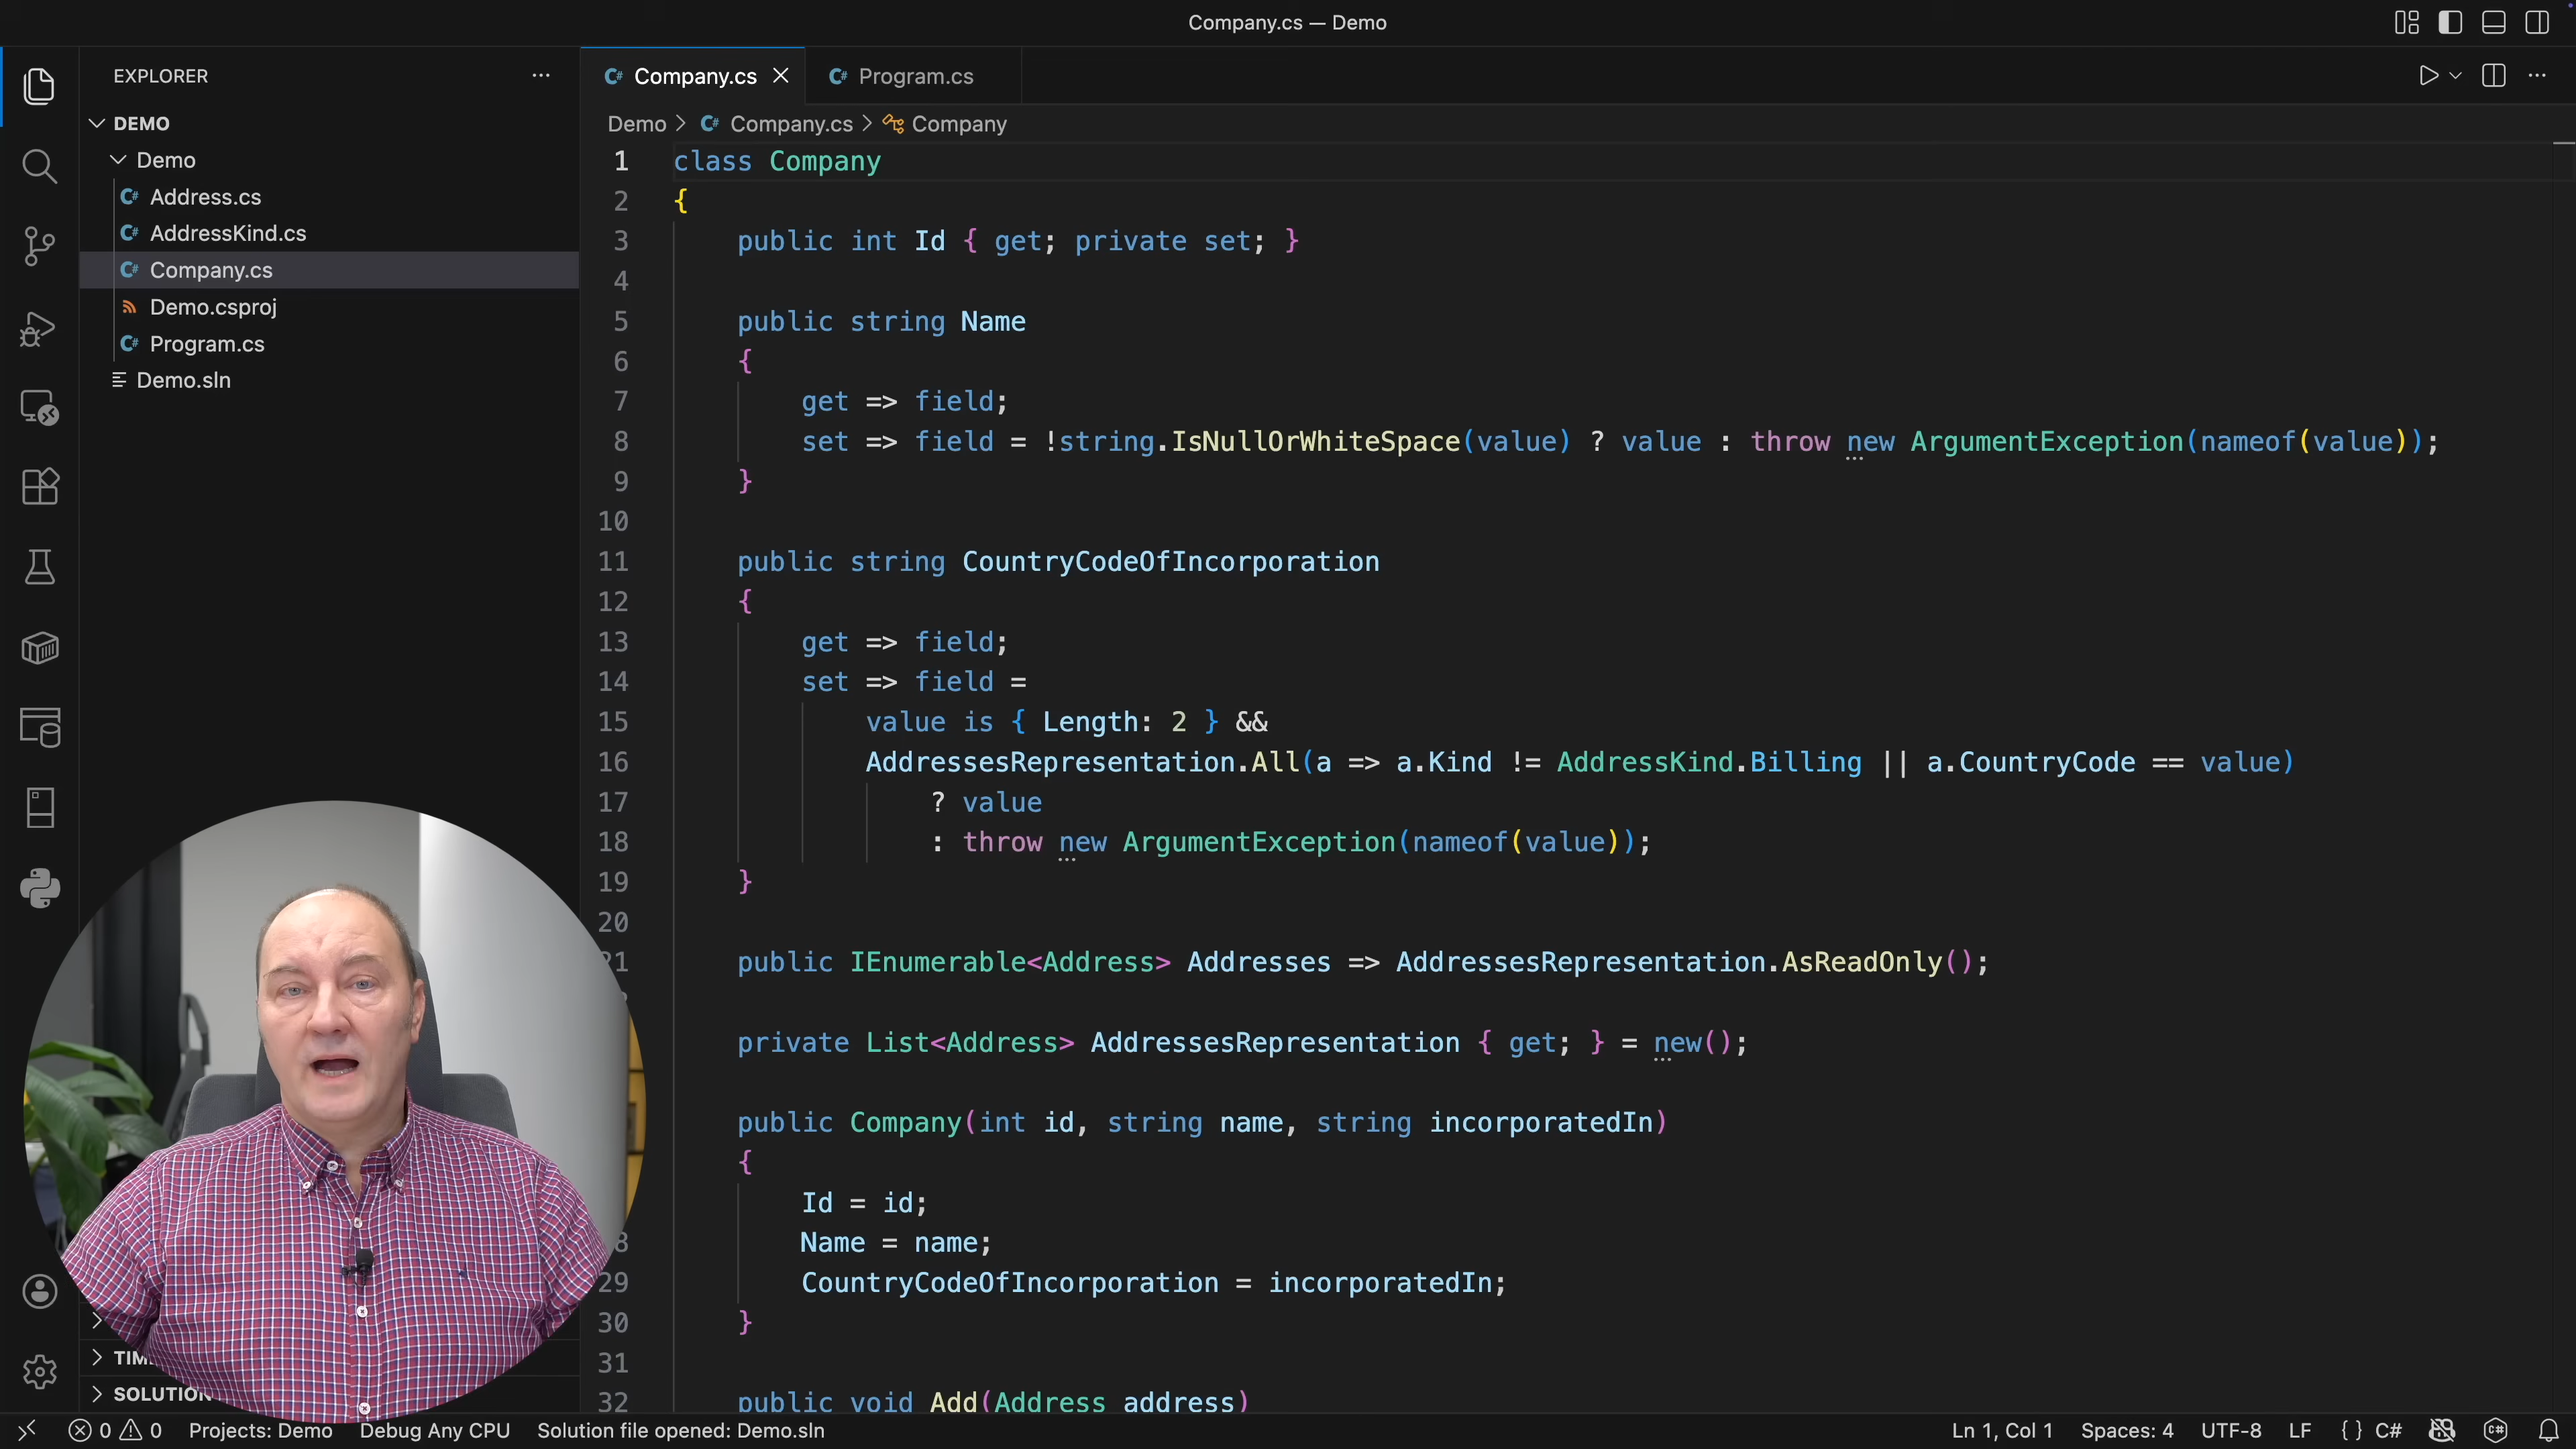 Company.cs — Demo
EXPLORER
DEMO
Demo
Address.cs
AddressKind.cs
Company.cs
Demo.csproj
Program.cs
Demo.sln
SOLUTION
Company.cs
Program.cs
Demo > Company.cs > Company
1 class Company
2 {
3 public int Id { get; private set; }
4
5 public string Name
6 {
7 get => field;
8 set => field = !string.IsNullOrWhiteSpace(value) ? value : throw new ArgumentException(nameof(value));
9 }
10
11 public string CountryCodeOfIncorporation
12 {
13 get => field;
14 set => field =
15 value is { Length: 2 } &&
16 AddressesRepresentation.All(a => a.Kind != AddressKind.Billing || a.CountryCode == value)
17 ? value
18 : throw new ArgumentException(nameof(value));
19 }
20
public IEnumerable<Address> Addresses => AddressesRepresentation.AsReadOnly();
private List<Address> AddressesRepresentation { get; } = new();
public Company(int id, string name, string incorporatedIn)
{
Id = id;
Name = name;
29 CountryCodeOfIncorporation = incorporatedIn;
30 }
31
32 public void Add(Address address)
0 0 Projects: Demo Debug Any CPU Solution file opened: Demo.sln Ln 1, Col 1 Spaces: 4 UTF-8 LF { } C#